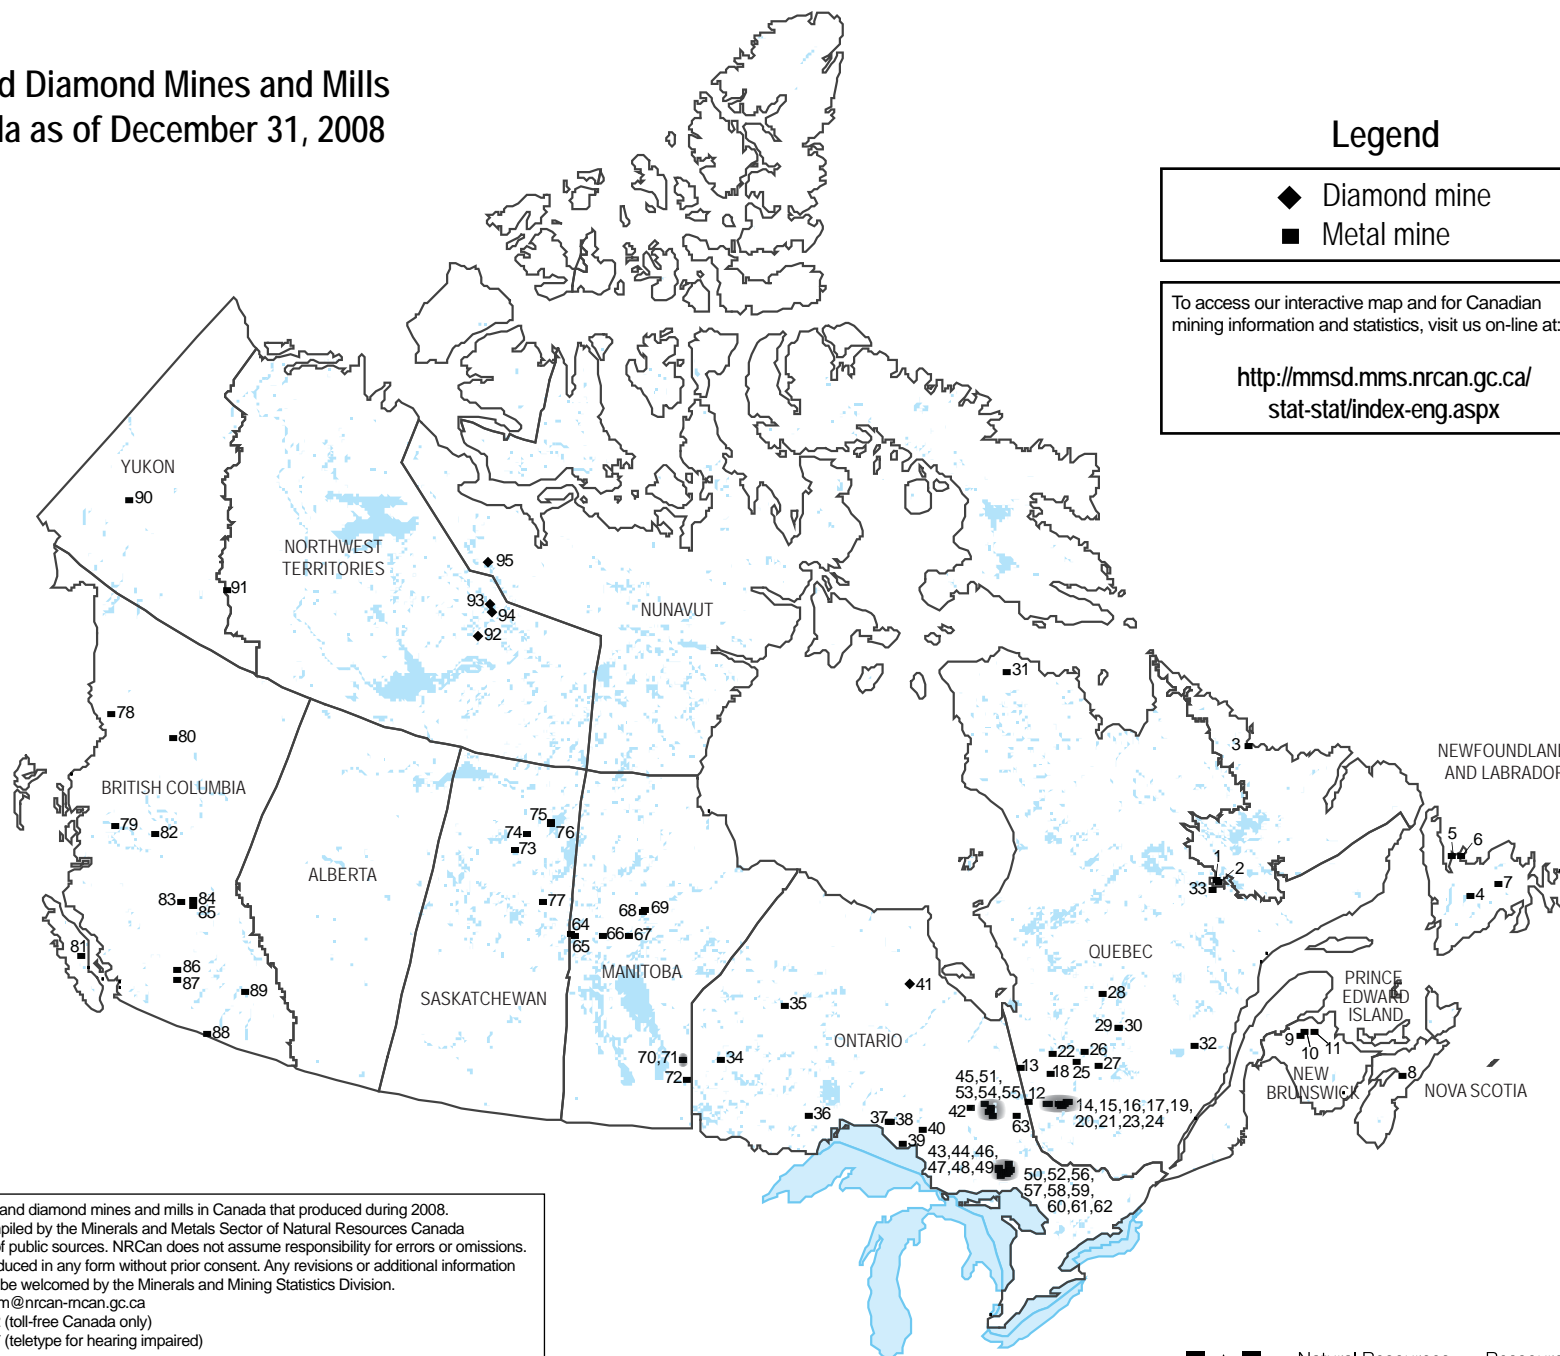 d Diamond Mines and Mills
da as of December 31, 2008
Legend
Diamond mine
Metal mine
To access our interactive map and for Canadian
mining information and statistics, visit us on-line at:
http://mmsd.mms.nrcan.gc.ca/
stat-stat/index-eng.aspx
YUKON
90
NORTHWEST
TERRITORIES
95
91
93
94
92
NUNAVUT
31
78
80
3
NEWFOUNDLAND
AND LABRADOR
BRITISH COLUMBIA
79
82
75
74
76
73
5
6
ALBERTA
1
2
33
7
4
83
84
85
77
68
69
64
65
66
67
81
QUEBEC
86
87
MANITOBA
89
SASKATCHEWAN
41
28
PRINCE
EDWARD
ISLAND
35
88
ONTARIO
29
30
32
9
10
11
70,71
34
13
22
26
18
25
27
72
NEW
BRUNSWICK
8
NOVA SCOTIA
45,51,
53,54,55
12
42
36
37
38
63
14,15,16,17,19,
20,21,23,24
40
39
43,44,46,
47,48,49
50,52,56,
57,58,59,
60,61,62
and diamond mines and mills in Canada that produced during 2008.
piled by the Minerals and Metals Sector of Natural Resources Canada
of public sources. NRCan does not assume responsibility for errors or omissions.
duced in any form without prior consent. Any revisions or additional information
be welcomed by the Minerals and Mining Statistics Division.
m@nrcan-rncan.gc.ca
(toll-free Canada only)
(teletype for hearing impaired)
Natural Resources